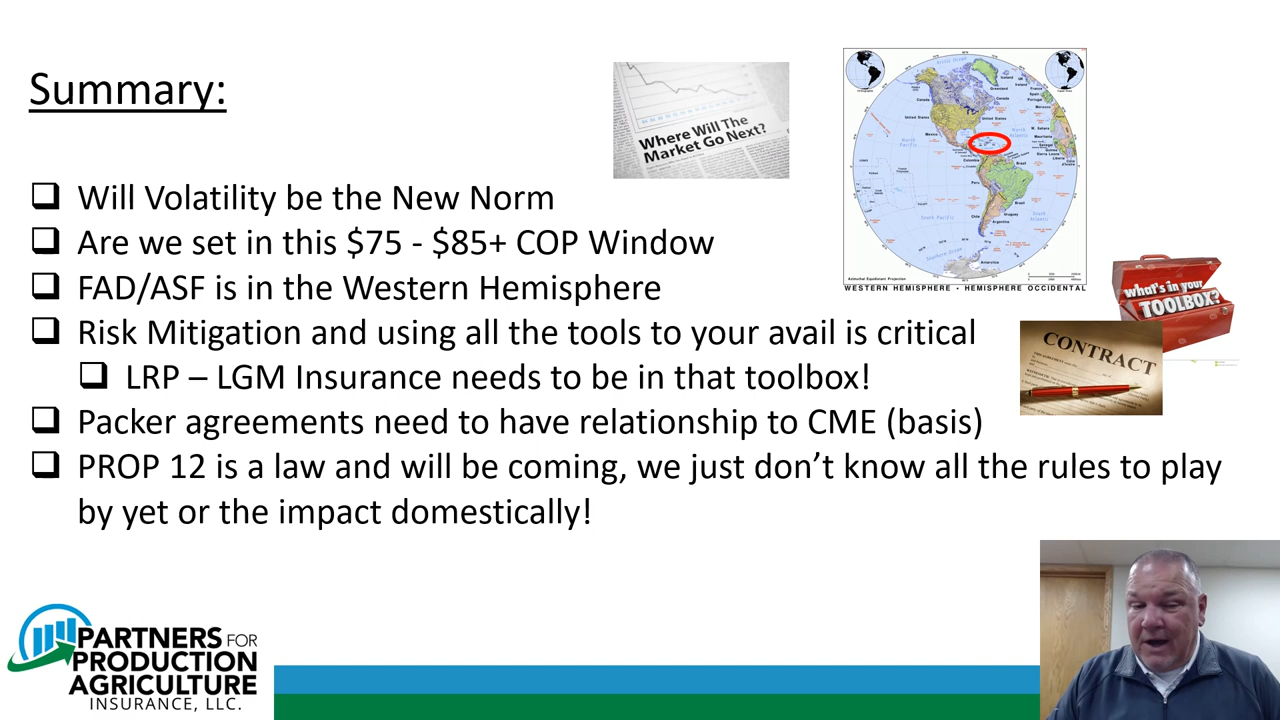 Summary:
Where Will The
Market Go Next?
WESTERN HEMISPHERE • HEMISPHERE OCCIDENTAL
Will Volatility be the New Norm
Are we set in this $75 - $85+ COP Window
FAD/ASF is in the Western Hemisphere
Risk Mitigation and using all the tools to your avail is critical
LRP – LGM Insurance needs to be in that toolbox!
Packer agreements need to have relationship to CME (basis)
PROP 12 is a law and will be coming, we just don't know all the rules to play
by yet or the impact domestically!
what's in your
TOOLBOX?
CONTRACT
PARTNERS FOR
PRODUCTION
AGRICULTURE
INSURANCE, LLC.